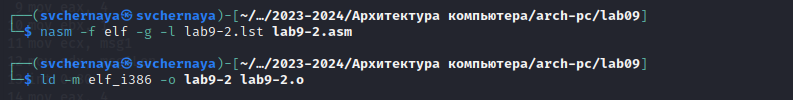 ┌──(svchernaya㉿svchernaya)-[~/…/2023-2024/Архитектура компьютера/arch-pc/lab09]
└─$ nasm -f elf -g -l lab9-2.lst lab9-2.asm
┌──(svchernaya㉿svchernaya)-[~/…/2023-2024/Архитектура компьютера/arch-pc/lab09]
└─$ ld -m elf_i386 -o lab9-2 lab9-2.o